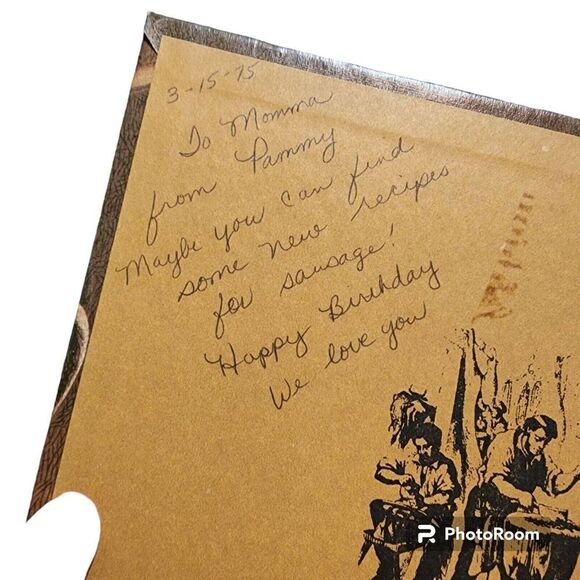 3-15-75
To Momma
from Pammy
Maybe you can find
some new recipes
for sausage!
Happy Birthday
We love you
PhotoRoom